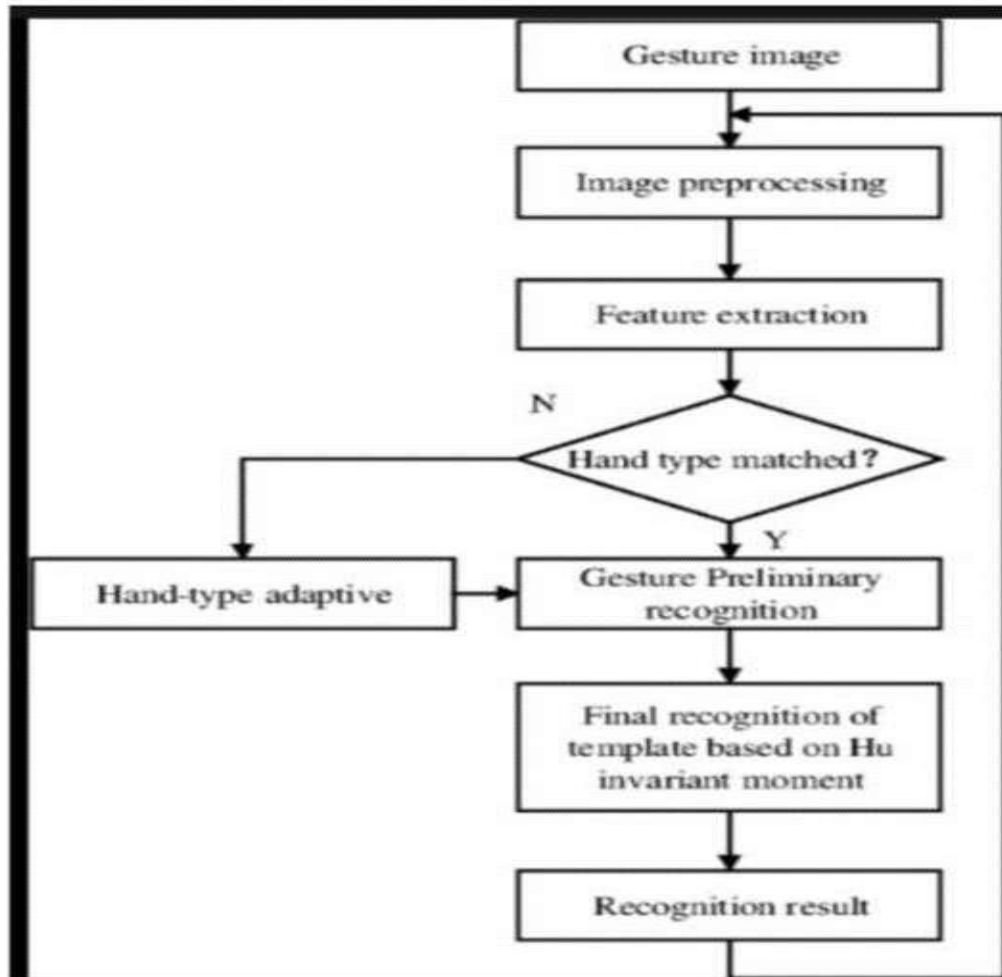 Gesture image
Image preprocessing
Feature extraction
N
Hand type matched?
Y
Hand-type adaptive
Gesture Preliminary
recognition
Final recognition of
template based on Hu
invariant moment
Recognition result